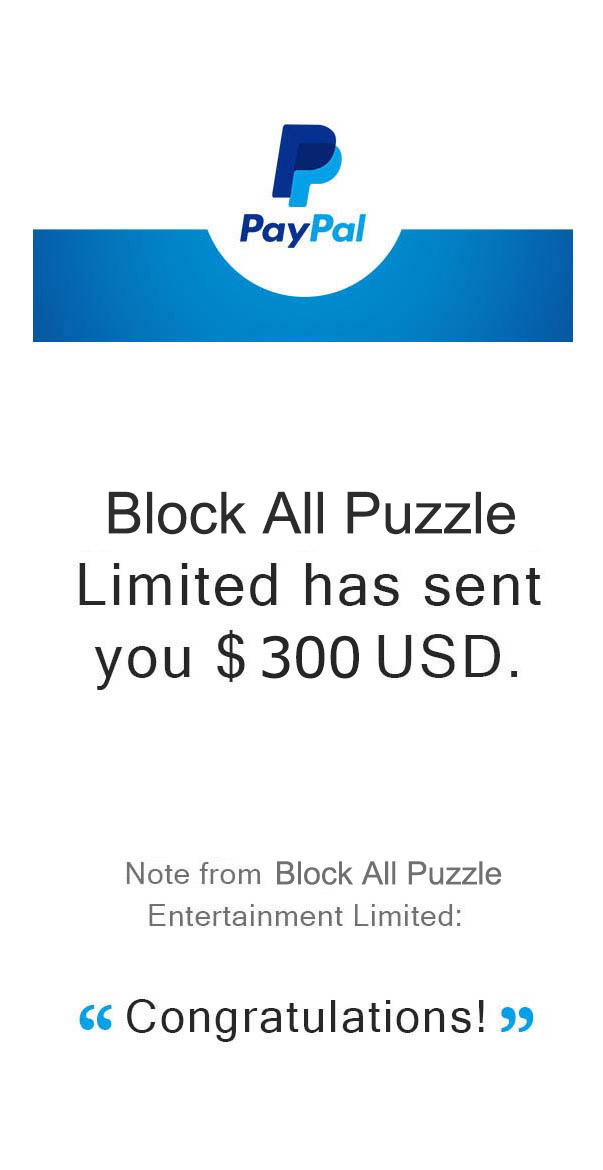 PayPal
Block All Puzzle
Limited has sent
you $ 300 USD.
Note from Block All Puzzle
Entertainment Limited:
“ Congratulations! ”